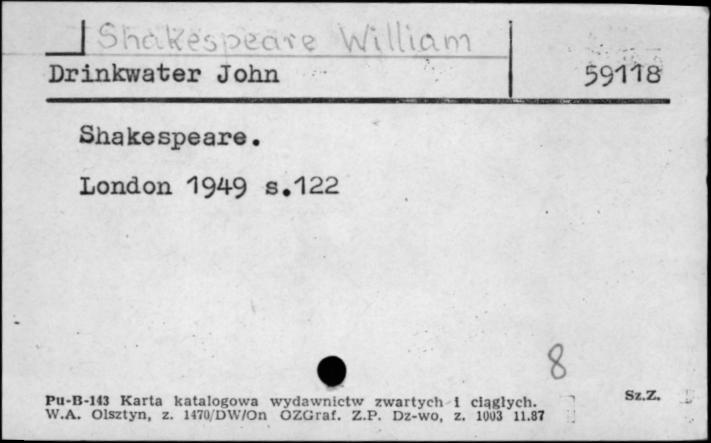 Shakespeare William
Drinkwater John 59118
Shakespeare.
London 1949 s.122
8
Pu-B-143 Karta katalogowa wydawnictw zwartych i ciągłych. Sz.Z.
W.A. Olsztyn, z. 1470/DW/On OZGraf. Z.P. Dz-wo, z. 1003 11.87